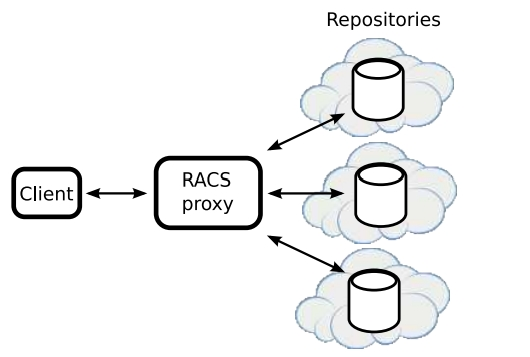 Repositories
Client
RACS
proxy